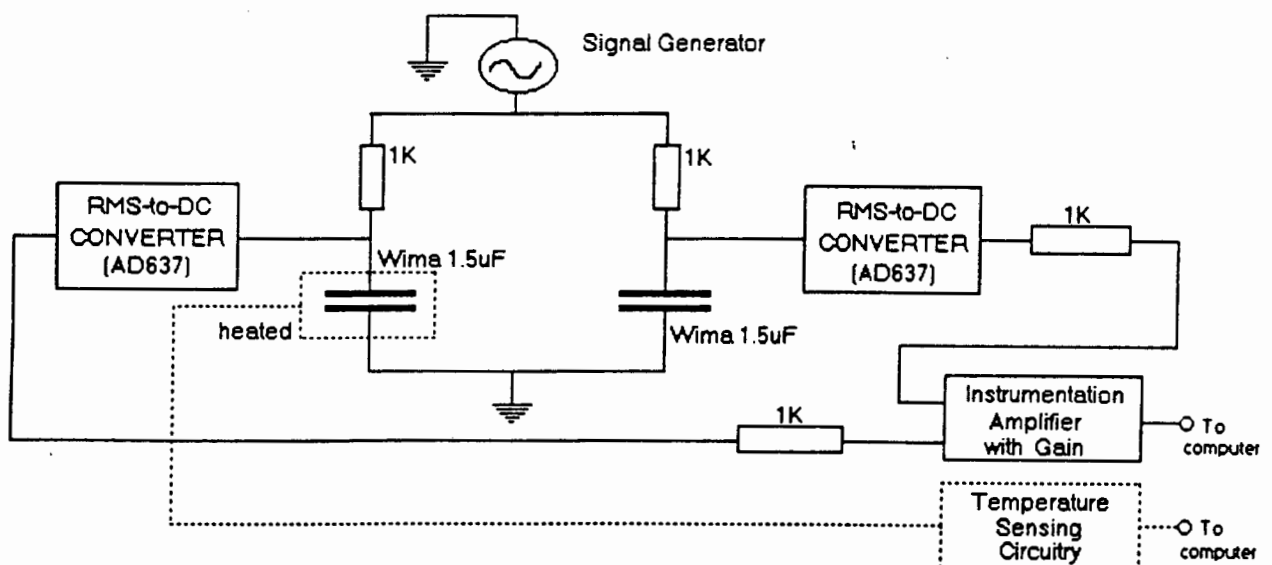 Signal Generator
1K
1K
RMS-to-DC
CONVERTER
(AD637)
RMS-to-DC
CONVERTER
(AD637)
1K
Wima 1.5uF
heated
Wima 1.5uF
Instrumentation
Amplifier
with Gain
To
computer
1K
Temperature
Sensing
Circuitry
To
computer